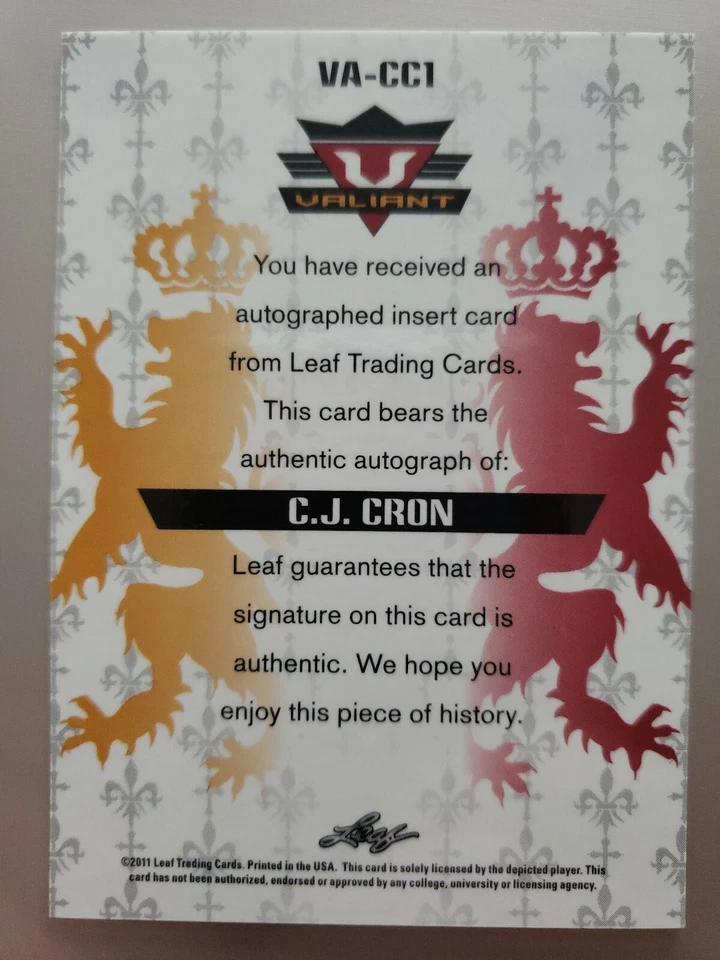 VA-CC1
VALIANT
You have received an
autographed insert card
from Leaf Trading Cards.
This card bears the
authentic autograph of:
C.J. CRON
Leaf guarantees that the
signature on this card is
authentic. We hope you
enjoy this piece of history.
Leaf
©2011 Leaf Trading Cards. Printed in the USA. This card is solely licensed by the depicted player. This
card has not been authorized, endorsed or approved by any college, university or licensing agency.